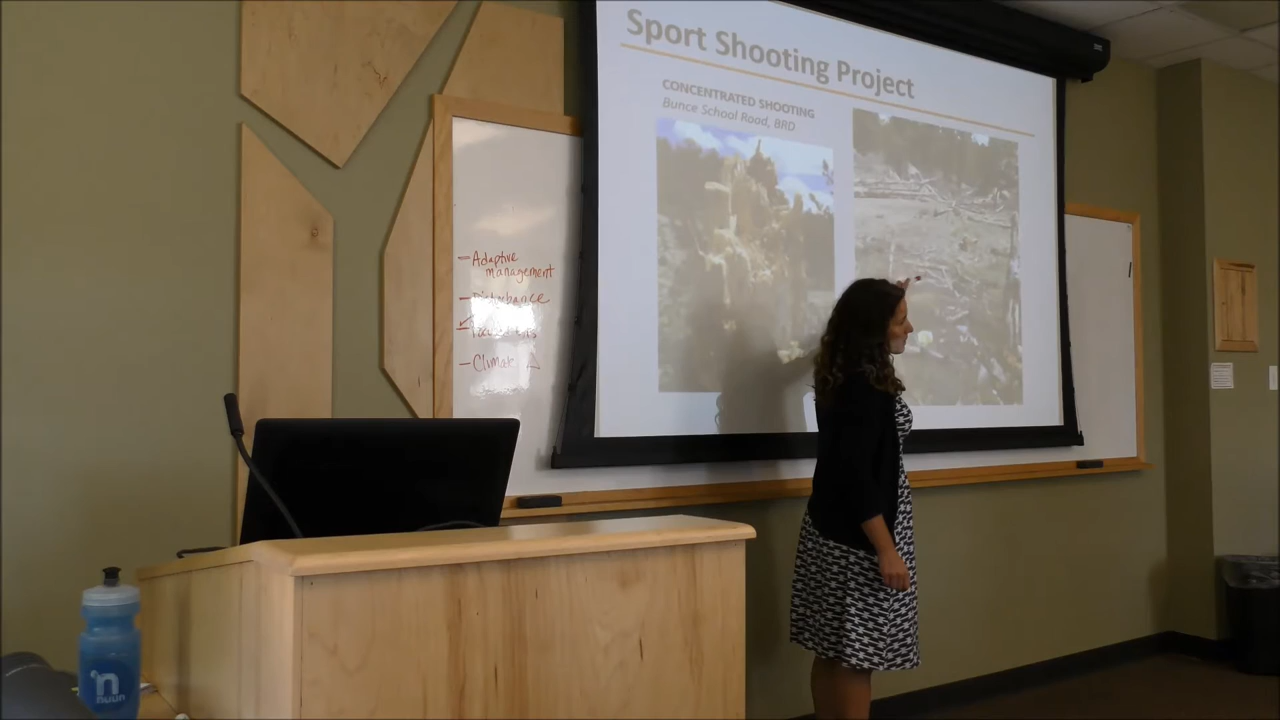 Sport Shooting Project
CONCENTRATED SHOOTING
Bunce School Road, BRD
- Adaptive
management
- Disturbance
- Climate Δ
nuun